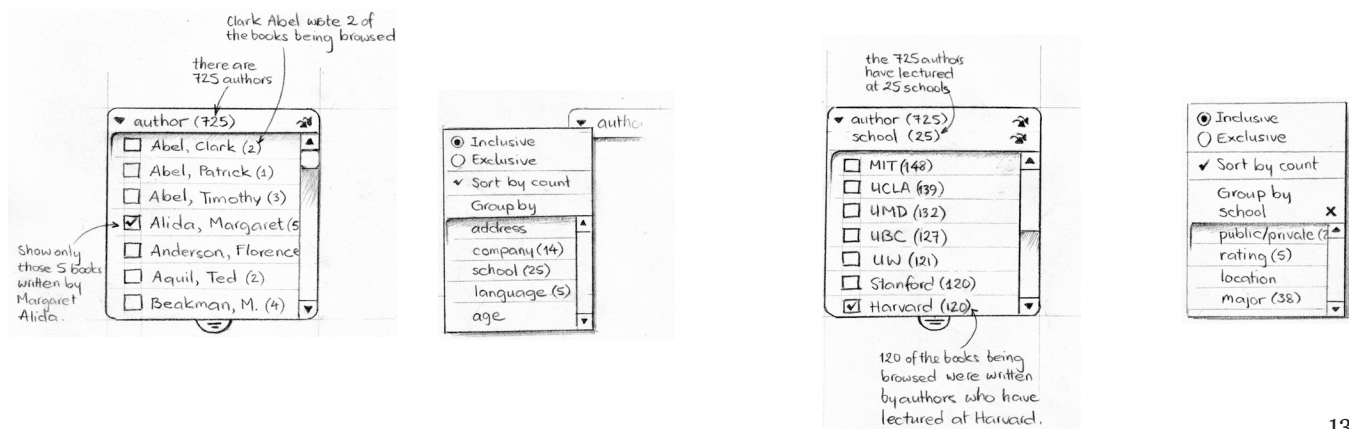 Clark Abel wrote 2 of
the books being browsed
there are
725 authors
author (725)
Abel, Clark (2)
Abel, Patrick (1)
Abel, Timothy (3)
Alida, Margaret (5
Anderson, Florence
Aquil, Ted (2)
Beakman, M. (4)
Show only
those 5 books
written by
Margaret
Alida.
autho
Inclusive
Exclusive
Sort by count
Group by
address
company (14)
school (25)
language (5)
age
the 725 authors
have lectured
at 25 schools
author (725)
school (25)
MIT (148)
UCLA (139)
UMD (132)
UBC (127)
UW (121)
Stanford (120)
Harvard (120)
120 of the books being
browsed were written
by authors who have
lectured at Harvard.
Inclusive
Exclusive
Sort by count
Group by
school
public/private (2
rating (5)
location
major (38)
13